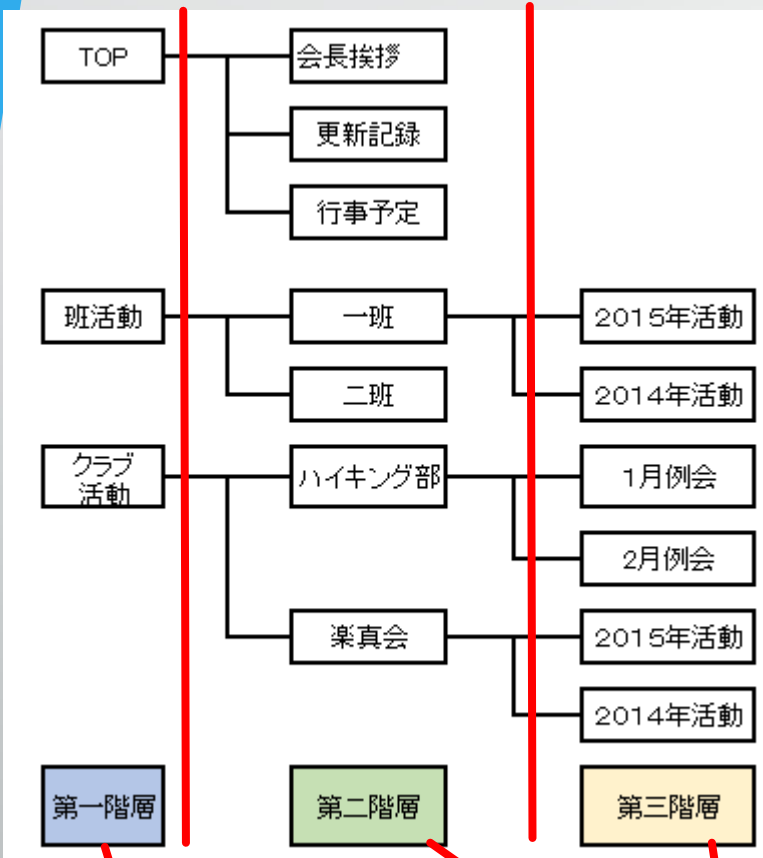 TOP
会長挨拶
更新記録
行事予定
班活動
一班
2015年活動
二班
2014年活動
クラブ
活動
ハイキング部
1月例会
2月例会
楽真会
2015年活動
2014年活動
第一階層
第二階層
第三階層